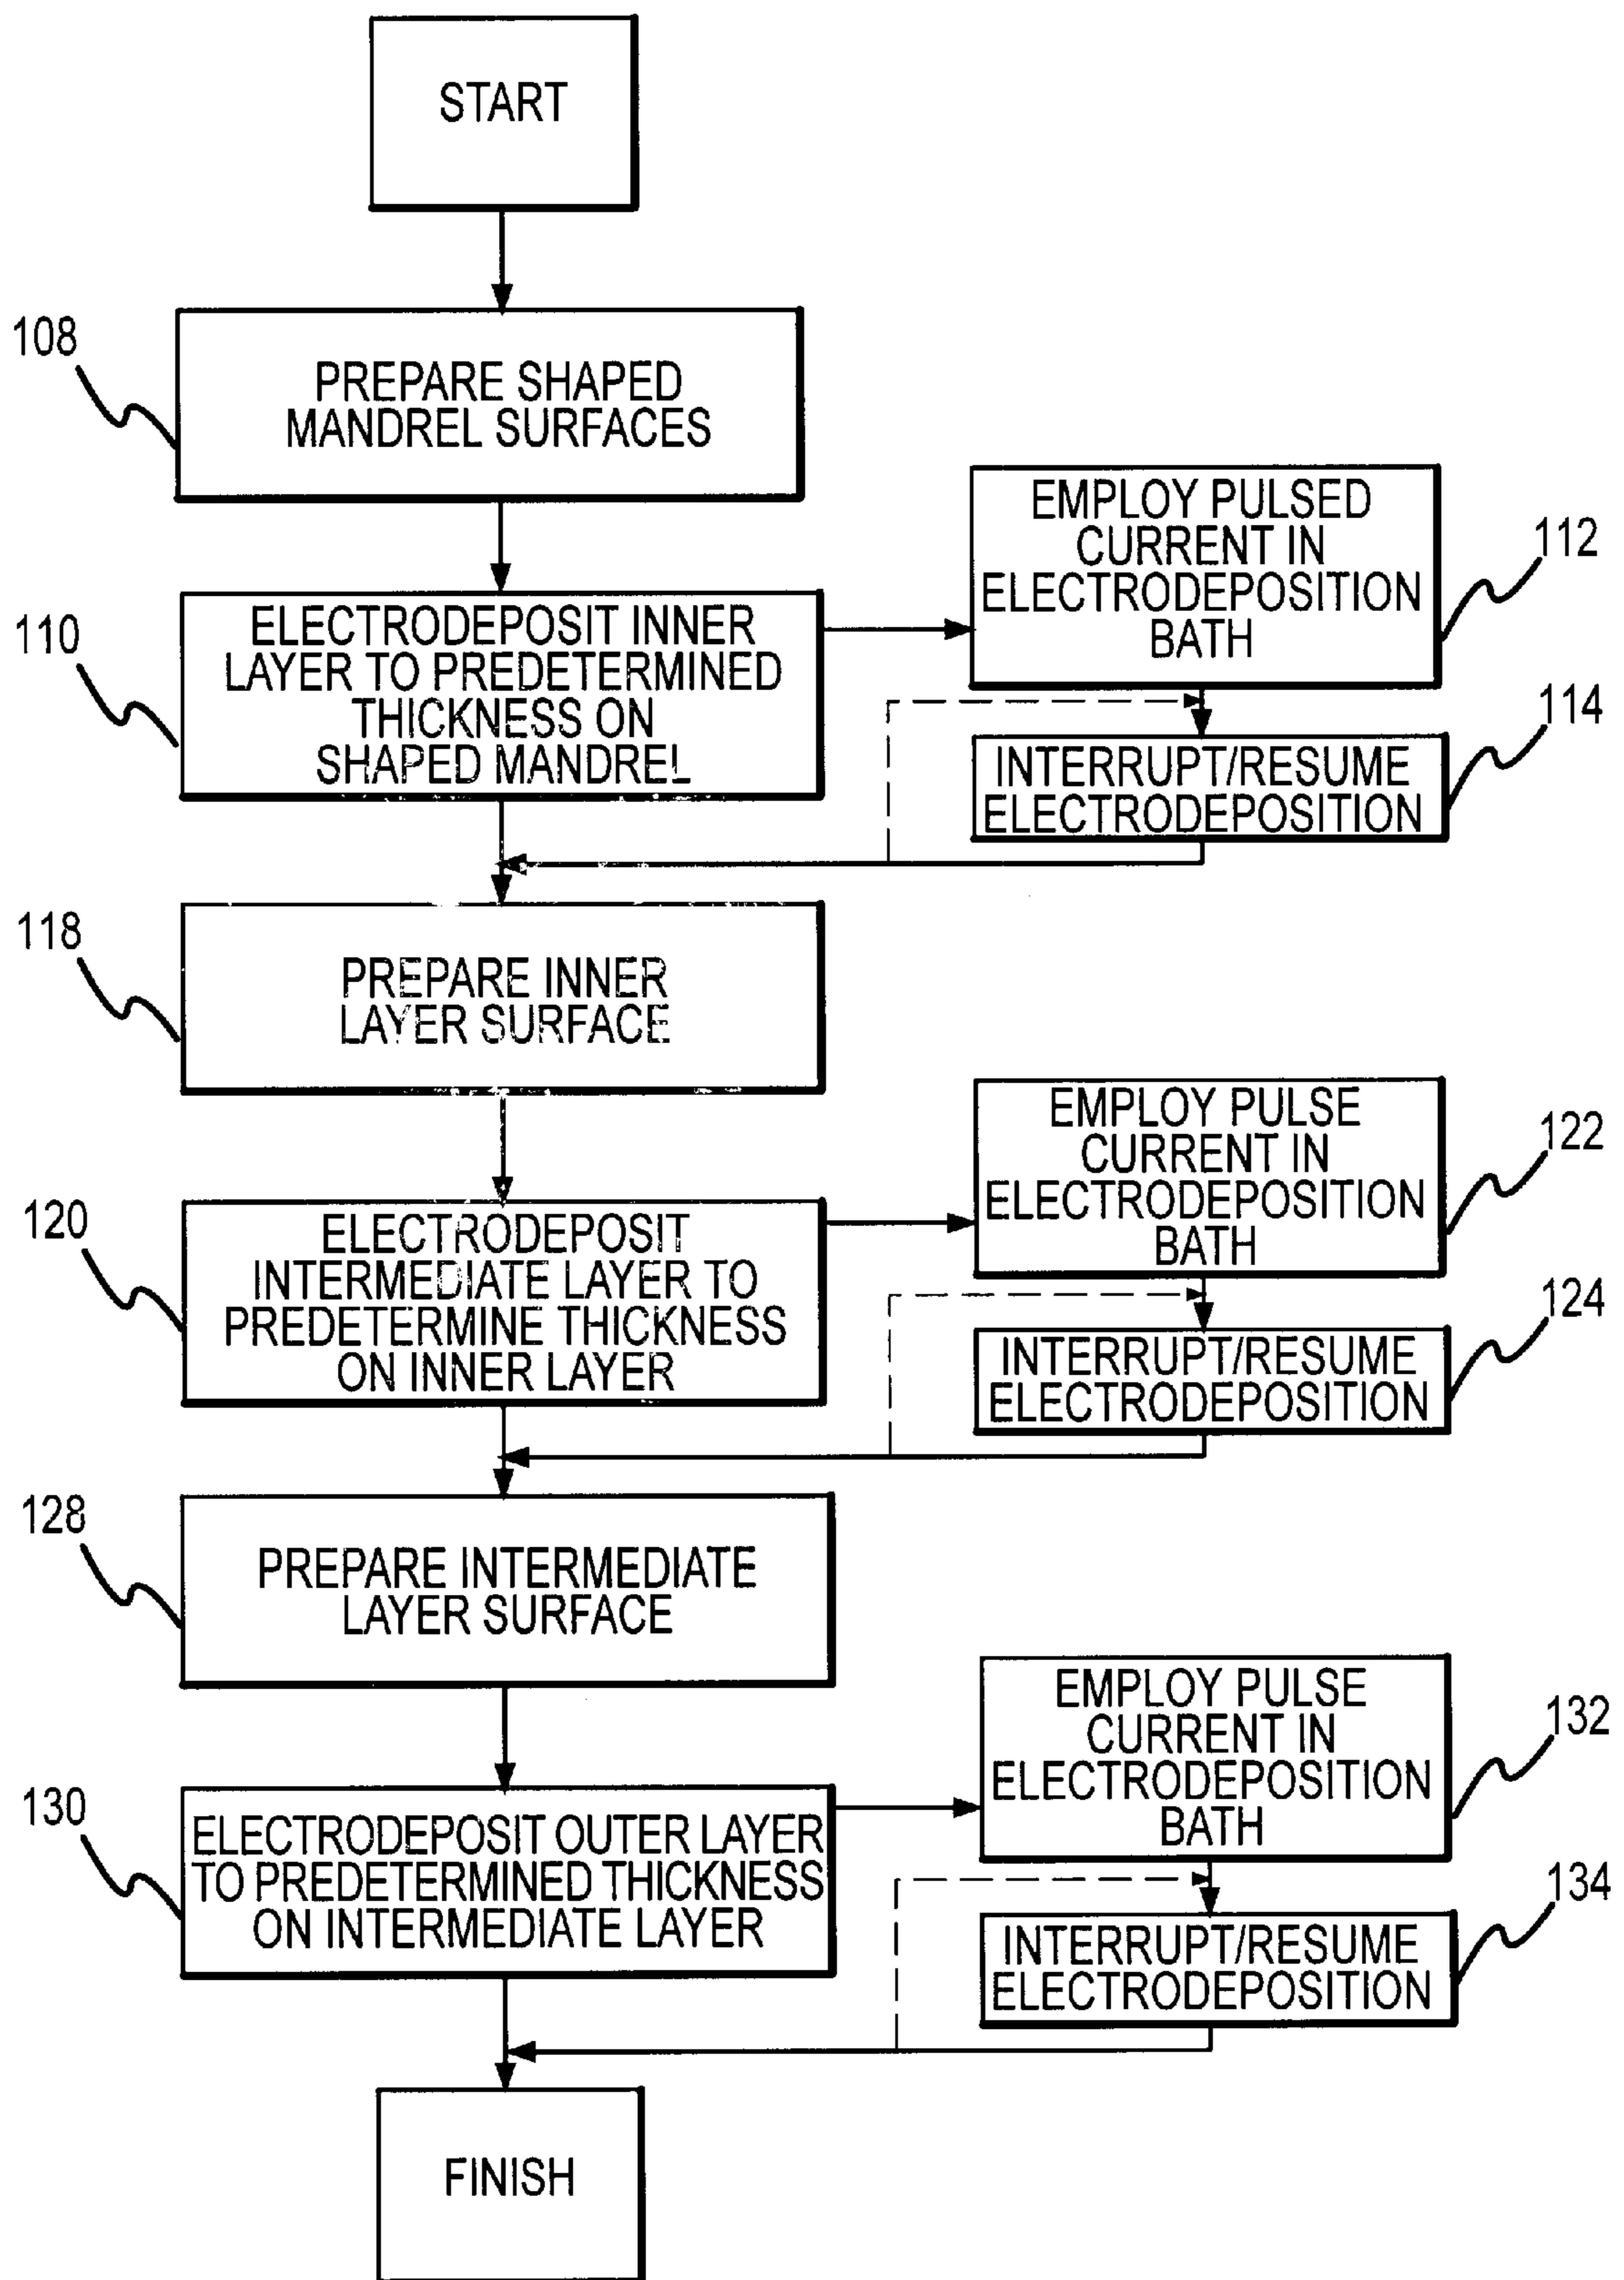 START
108
PREPARE SHAPED
MANDREL SURFACES
110
ELECTRODEPOSIT INNER
LAYER TO PREDETERMINED
THICKNESS ON
SHAPED MANDREL
EMPLOY PULSED
CURRENT IN
ELECTRODEPOSITION
BATH
112
INTERRUPT/RESUME
ELECTRODEPOSITION
114
118
PREPARE INNER
LAYER SURFACE
120
ELECTRODEPOSIT
INTERMEDIATE LAYER TO
PREDETERMINE THICKNESS
ON INNER LAYER
EMPLOY PULSE
CURRENT IN
ELECTRODEPOSITION
BATH
122
INTERRUPT/RESUME
ELECTRODEPOSITION
124
128
PREPARE INTERMEDIATE
LAYER SURFACE
130
ELECTRODEPOSIT OUTER LAYER
TO PREDETERMINED THICKNESS
ON INTERMEDIATE LAYER
EMPLOY PULSE
CURRENT IN
ELECTRODEPOSITION
BATH
132
INTERRUPT/RESUME
ELECTRODEPOSITION
134
FINISH